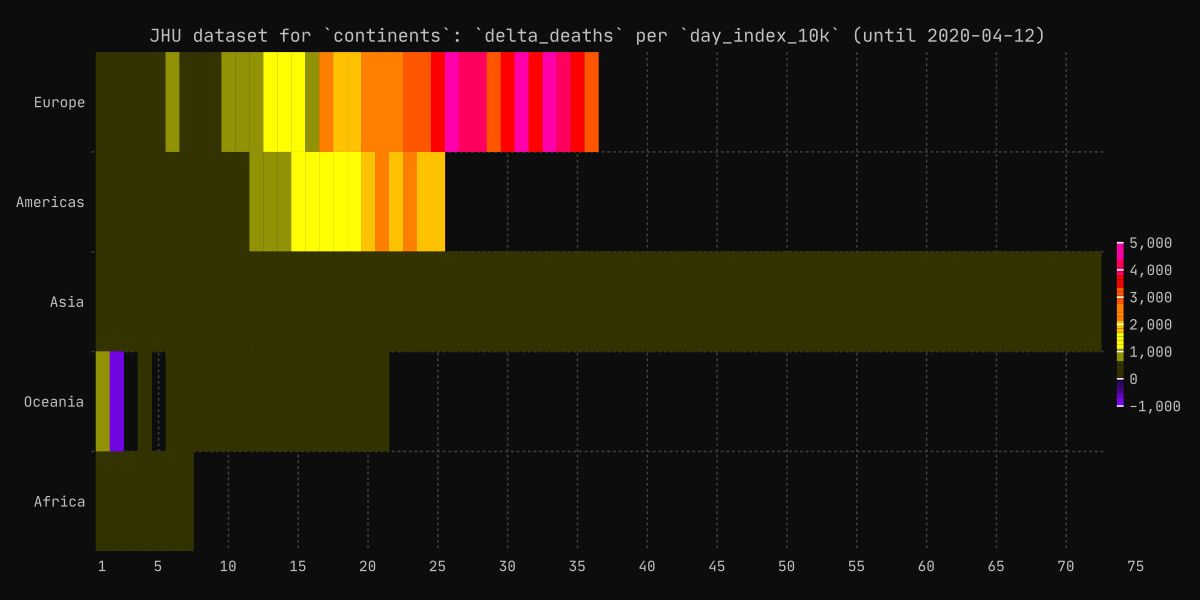 JHU dataset for `continents`: `delta_deaths` per `day_index_10k` (until 2020-04-12)
Europe
Americas
Asia
Oceania
Africa
5,000
4,000
3,000
2,000
1,000
0
-1,000
1 5 10 15 20 25 30 35 40 45 50 55 60 65 70 75